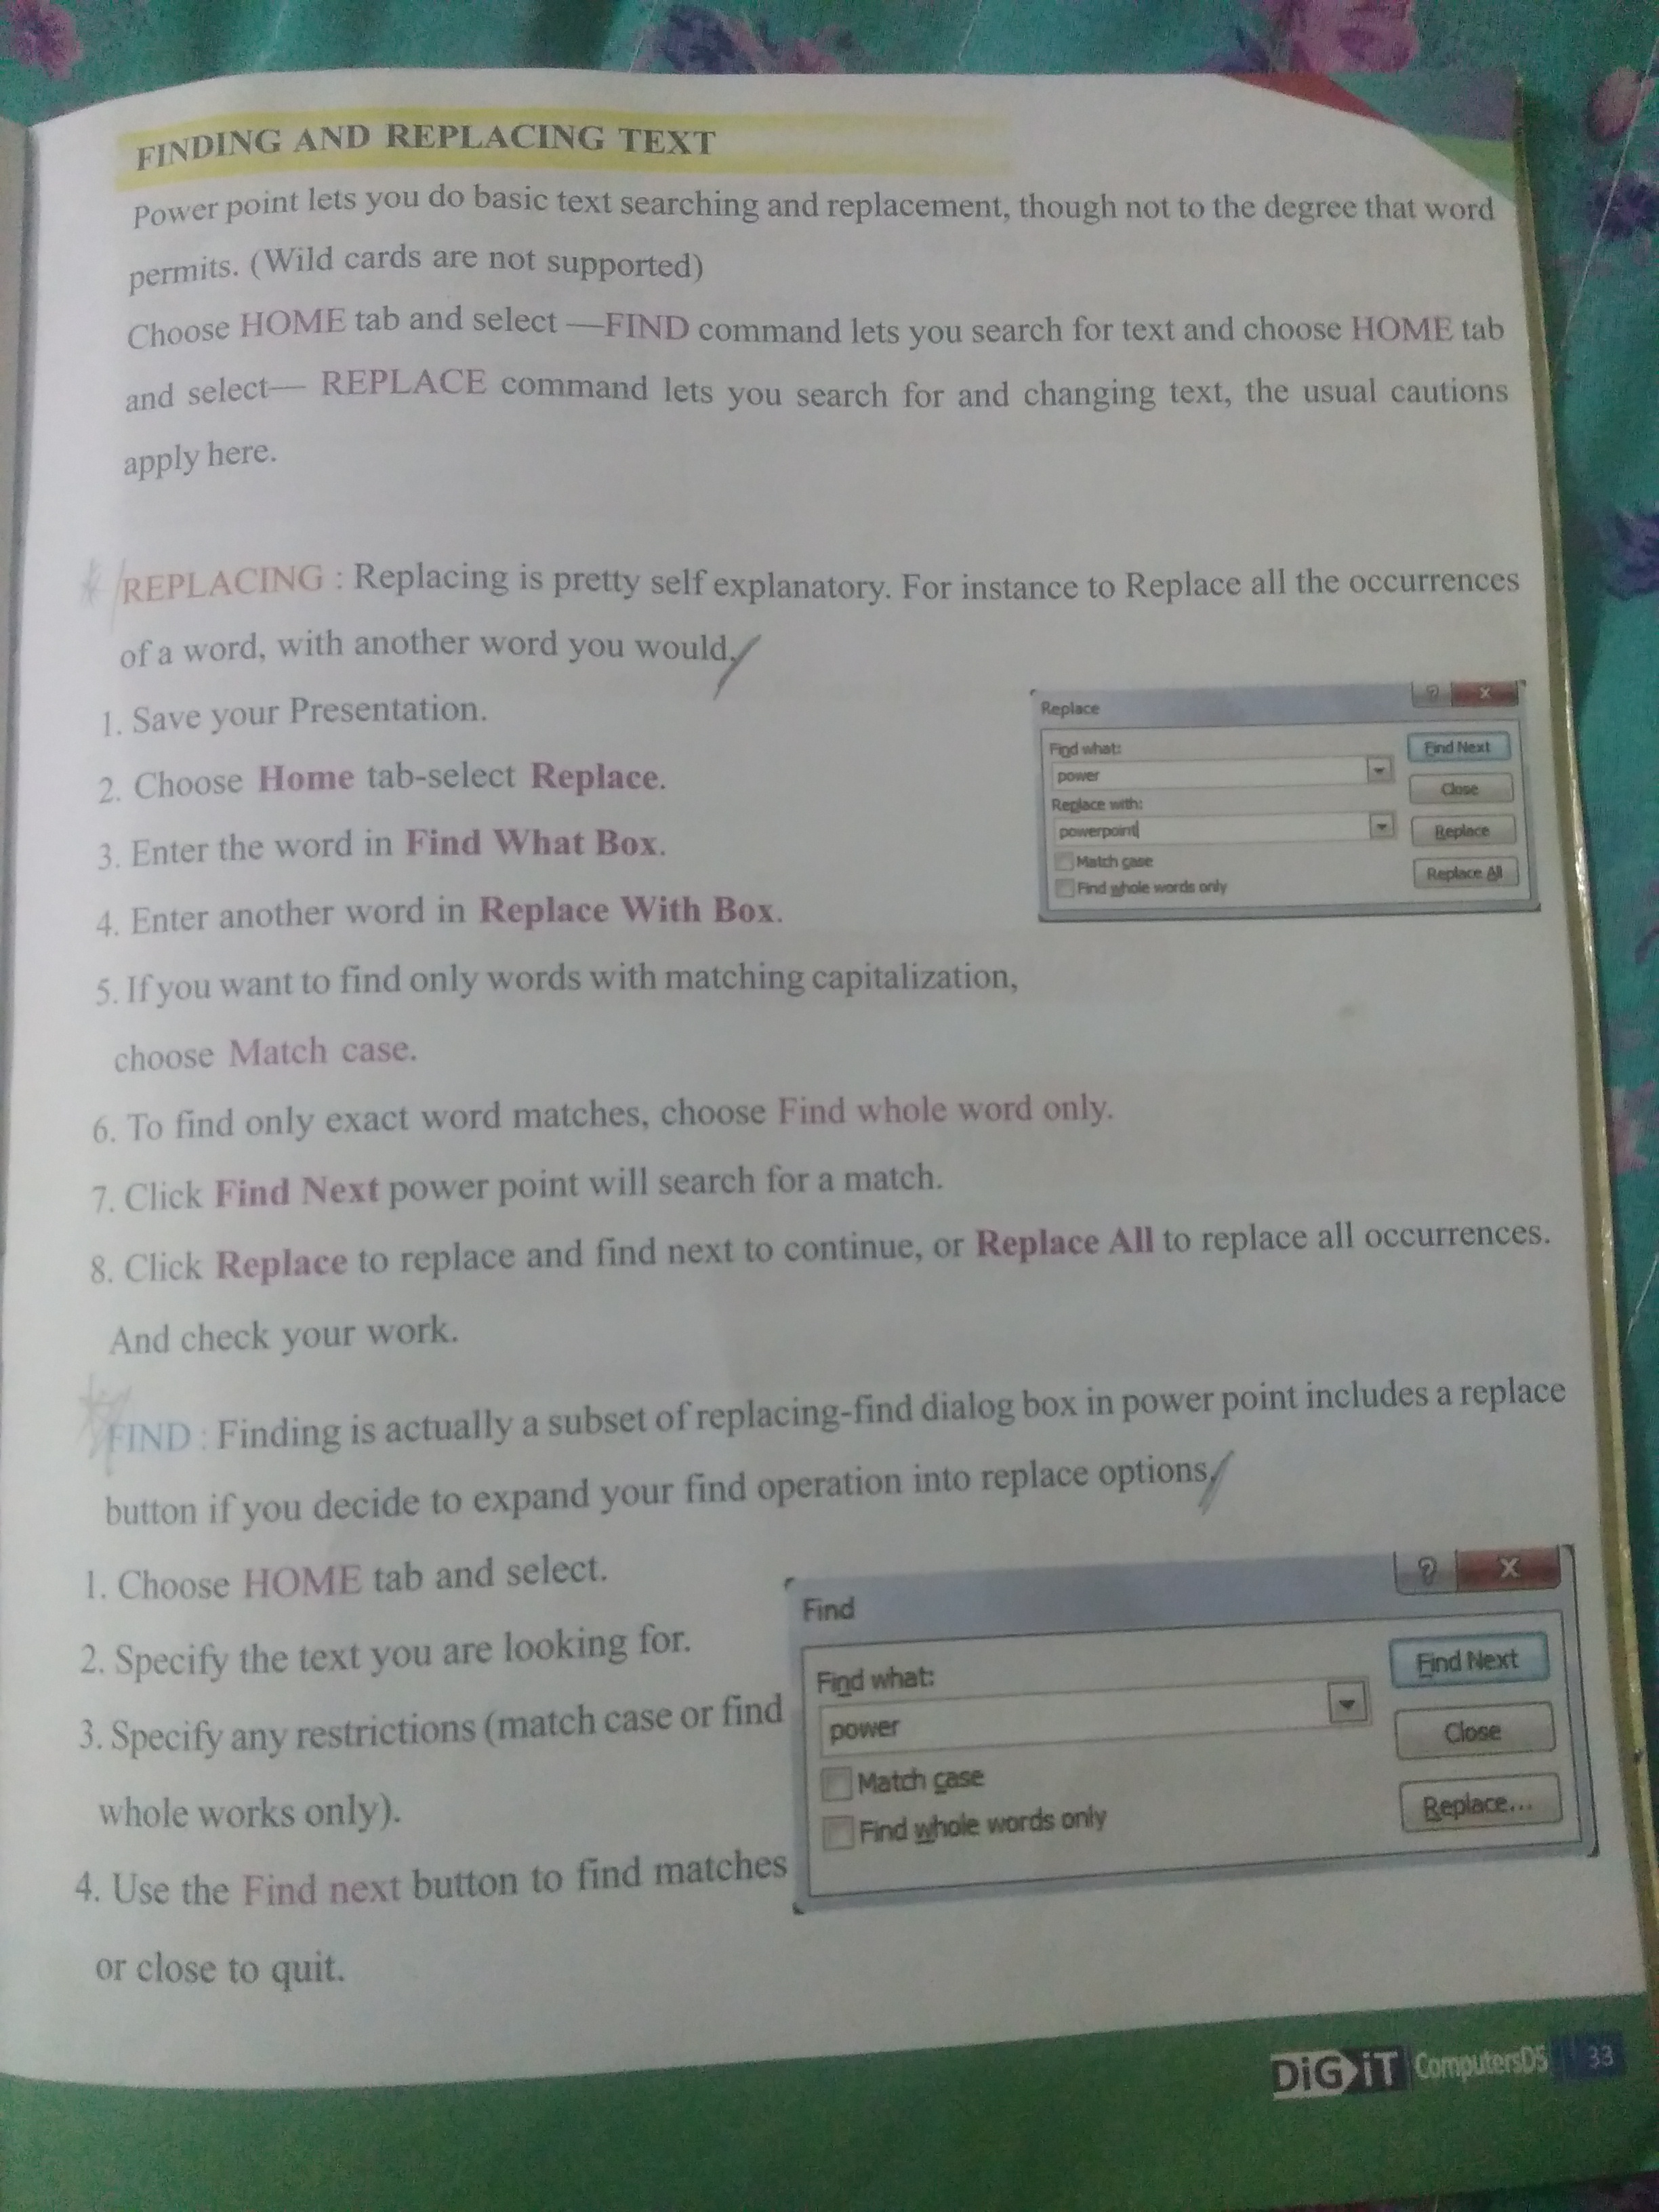 FINDING AND REPLACING TEXT
Power point lets you do basic text searching and replacement, though not to the degree that word
permits. (Wild cards are not supported)
Choose HOME tab and select —FIND command lets you search for text and choose HOME tab
and select— REPLACE command lets you search for and changing text, the usual cautions
apply here.
REPLACING : Replacing is pretty self explanatory. For instance to Replace all the occurrences
of a word, with another word you would,
1. Save your Presentation.
2. Choose Home tab-select Replace.
3. Enter the word in Find What Box.
4. Enter another word in Replace With Box.
5. If you want to find only words with matching capitalization,
choose Match case.
Replace
? X
Find what:
power
Replace with:
powerpoint
Match case
Find whole words only
Find Next
Close
Replace
Replace All
6. To find only exact word matches, choose Find whole word only.
7. Click Find Next power point will search for a match.
8. Click Replace to replace and find next to continue, or Replace All to replace all occurrences.
And check your work.
FIND : Finding is actually a subset of replacing-find dialog box in power point includes a replace
button if you decide to expand your find operation into replace options,
1. Choose HOME tab and select.
2. Specify the text you are looking for.
3. Specify any restrictions (match case or find
whole works only).
4. Use the Find next button to find matches
or close to quit.
Find
? X
Find what:
power
Match case
Find whole words only
Find Next
Close
Replace...
DiGiT ComputersD5 33